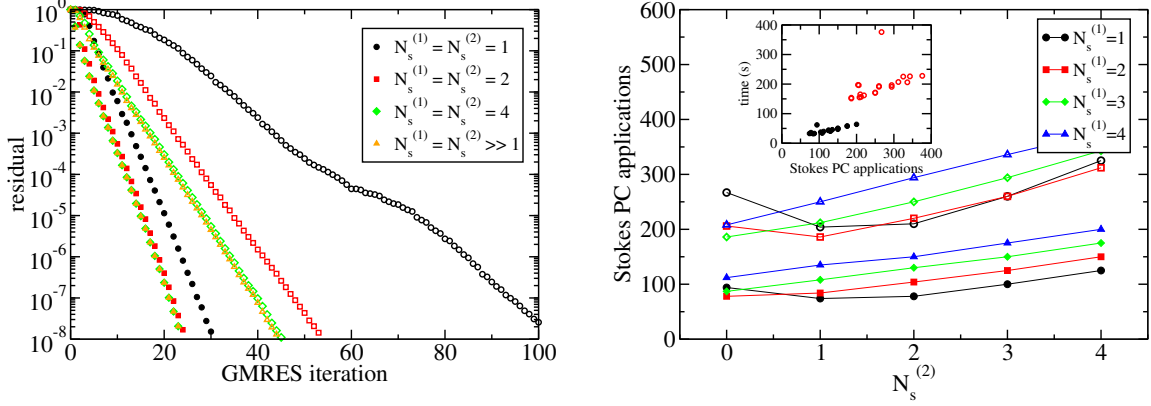 10^0
10^-1
10^-2
10^-3
10^-4
10^-5
10^-6
10^-7
10^-8
residual
0 20 40 60 80 100
GMRES iteration
N_s^(1) = N_s^(2) = 1
N_s^(1) = N_s^(2) = 2
N_s^(1) = N_s^(2) = 4
N_s^(1) = N_s^(2) >> 1
600
500
400
300
200
100
0
Stokes PC applications
0 1 2 3 4
N_s^(2)
400
300
200
100
0
time (s)
0 100 200 300 400
Stokes PC applications
N_s^(1)=1
N_s^(1)=2
N_s^(1)=3
N_s^(1)=4